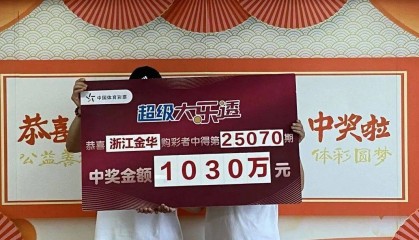 中国体育彩票
超级大乐透
恭喜浙江金华购彩者中得第25070期
中奖金额1030万元
恭喜
公益
中奖啦
体彩圆梦